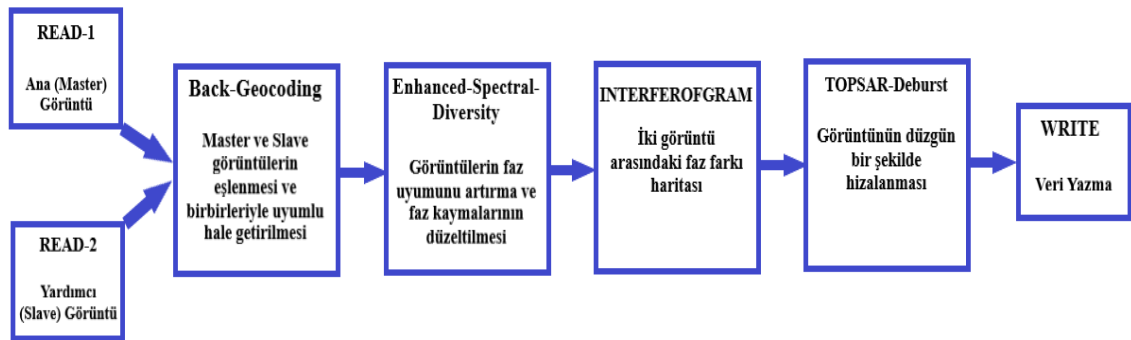 READ-1
Ana (Master)
Görüntü
READ-2
Yardımcı
(Slave) Görüntü
Back-Geocoding
Master ve Slave
görüntülerin
eşlenmesi ve
birbirleriyle uyumlu
hale getirilmesi
Enhanced-Spectral-
Diversity
Görüntülerin faz
uyumunu artırma ve
faz kaymalarının
düzeltilmesi
INTERFEROFGRAM
İki görüntü
arasındaki faz farkı
haritası
TOPSAR-Deburst
Görüntünün düzgün
bir şekilde
hizalanması
WRITE
Veri Yazma